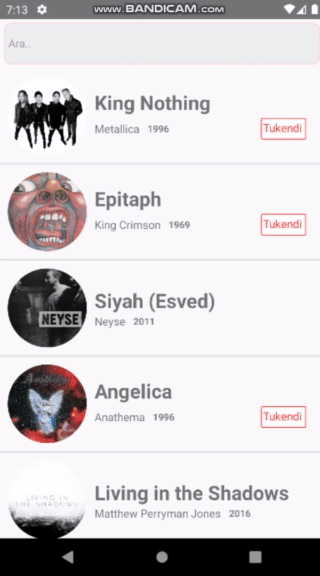 7:13
www.BANDICAM.com
Ara..
King Nothing
Metallica 1996
Tukendi
Epitaph
King Crimson 1969
Tukendi
NEYSE
Siyah (Esved)
Neyse 2011
Anathema
Angelica
Anathema 1996
Tukendi
LIVING IN
THE SHADOWS
Living in the Shadows
Matthew Perryman Jones 2016